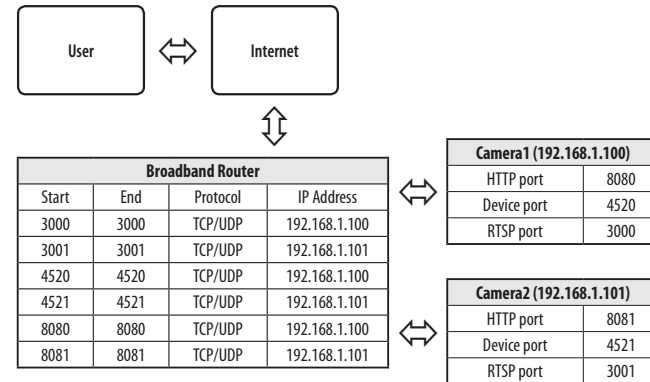 User
Internet
Broadband Router
Start End Protocol IP Address
3000 3000 TCP/UDP 192.168.1.100
3001 3001 TCP/UDP 192.168.1.101
4520 4520 TCP/UDP 192.168.1.100
4521 4521 TCP/UDP 192.168.1.101
8080 8080 TCP/UDP 192.168.1.100
8081 8081 TCP/UDP 192.168.1.101
Camera1 (192.168.1.100)
HTTP port 8080
Device port 4520
RTSP port 3000
Camera2 (192.168.1.101)
HTTP port 8081
Device port 4521
RTSP port 3001